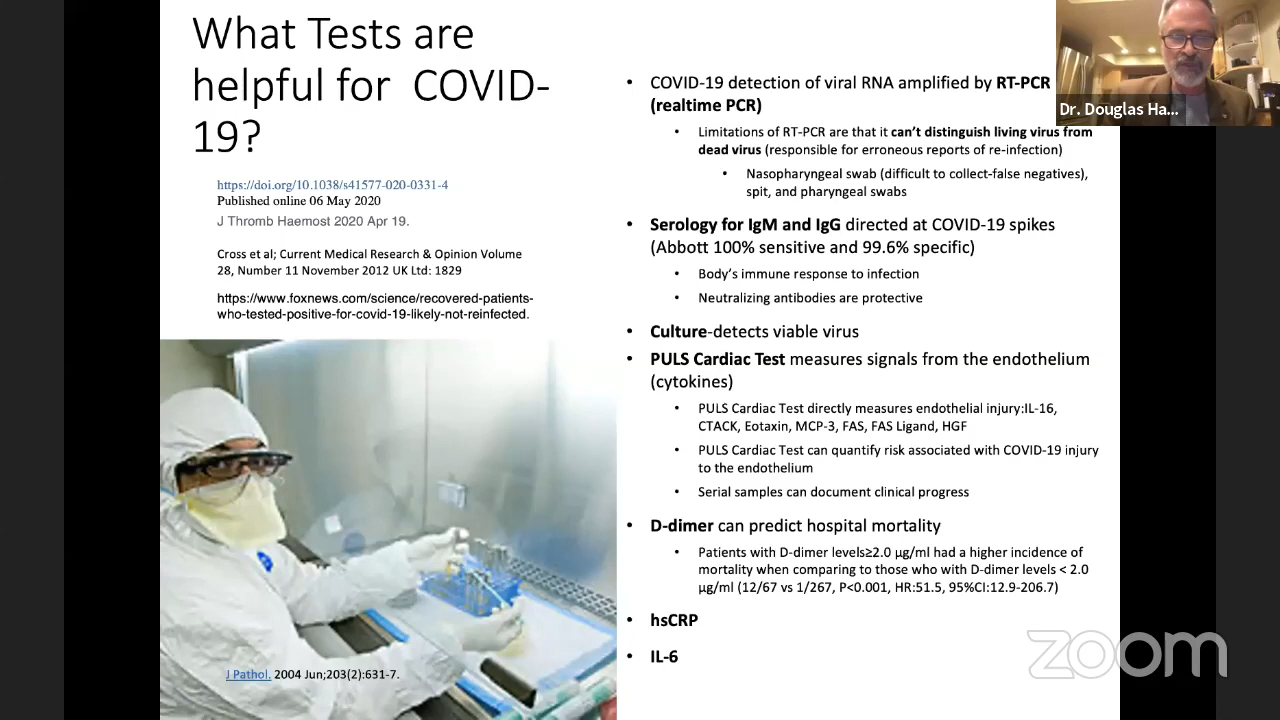 What Tests are
helpful for COVID-
19?
https://doi.org/10.1038/s41577-020-0331-4
Published online 06 May 2020
J Thromb Haemost 2020 Apr 19.
Cross et al; Current Medical Research & Opinion Volume
28, Number 11 November 2012 UK Ltd: 1829
https://www.foxnews.com/science/recovered-patients-
who-tested-positive-for-covid-19-likely-not-reinfected.
J Pathol. 2004 Jun;203(2):631-7.
• COVID-19 detection of viral RNA amplified by RT-PCR
(realtime PCR)
• Limitations of RT-PCR are that it can't distinguish living virus from
dead virus (responsible for erroneous reports of re-infection)
• Nasopharyngeal swab (difficult to collect-false negatives),
spit, and pharyngeal swabs
• Serology for IgM and IgG directed at COVID-19 spikes
(Abbott 100% sensitive and 99.6% specific)
• Body's immune response to infection
• Neutralizing antibodies are protective
• Culture-detects viable virus
• PULS Cardiac Test measures signals from the endothelium
(cytokines)
• PULS Cardiac Test directly measures endothelial injury:IL-16,
CTACK, Eotaxin, MCP-3, FAS, FAS Ligand, HGF
• PULS Cardiac Test can quantify risk associated with COVID-19 injury
to the endothelium
• Serial samples can document clinical progress
• D-dimer can predict hospital mortality
• Patients with D-dimer levels≥2.0 µg/ml had a higher incidence of
mortality when comparing to those who with D-dimer levels < 2.0
µg/ml (12/67 vs 1/267, P<0.001, HR:51.5, 95%CI:12.9-206.7)
• hsCRP
• IL-6
Dr. Douglas Ha...
zoom